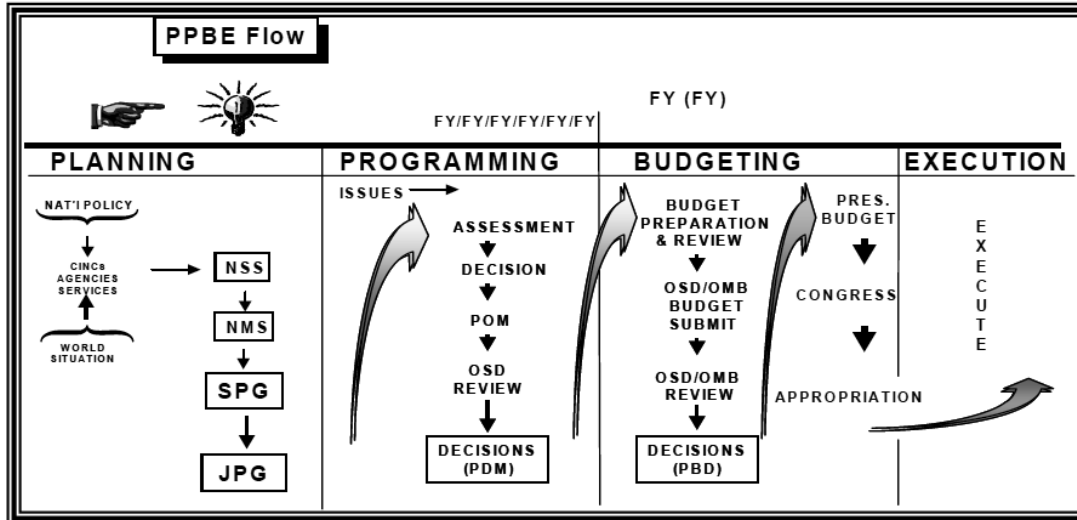 PPBE Flow
FY (FY)
FY/FY/FY/FY/FY/FY
PLANNING
PROGRAMMING
BUDGETING
EXECUTION
NAT'l POLICY
CINCs
AGENCIES
SERVICES
WORLD
SITUATION
NSS
NMS
SPG
JPG
ISSUES
ASSESSMENT
DECISION
POM
OSD
REVIEW
DECISIONS
(PDM)
BUDGET
PREPARATION
& REVIEW
OSD/OMB
BUDGET
SUBMIT
OSD/OMB
REVIEW
DECISIONS
(PBD)
PRES.
BUDGET
CONGRESS
APPROPRIATION
E
X
E
C
U
T
E